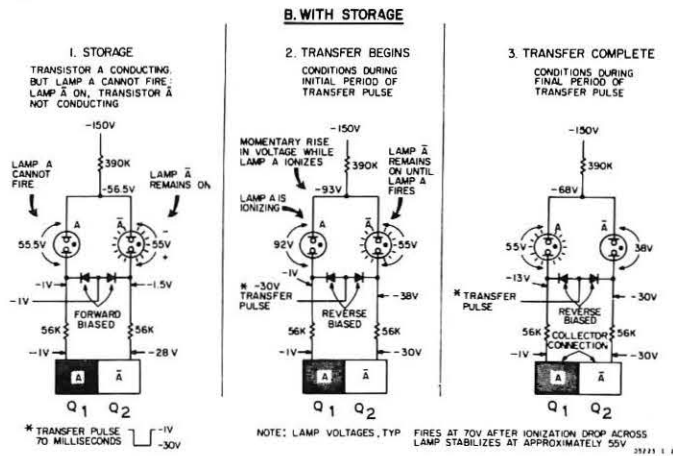 B. WITH STORAGE
1. STORAGE
TRANSISTOR A CONDUCTING.
BUT LAMP A CANNOT FIRE:
LAMP Ā ON, TRANSISTOR Ā
NOT CONDUCTING
-150V
390K
LAMP A
CANNOT
FIRE
LAMP Ā
REMAINS ON
-56.5V
A
Ā
55.5V
55V
-
+
-1V
-1.5V
-1V
FORWARD
BIASED
56K
56K
-1V
-28V
A
Ā
Q1
Q2
* TRANSFER PULSE
70 MILLISECONDS
-1V
-30V
2. TRANSFER BEGINS
CONDITIONS DURING
INITIAL PERIOD OF
TRANSFER PULSE
-150V
MOMENTARY RISE
IN VOLTAGE WHILE
LAMP A IONIZES
390K
LAMP Ā
REMAINS
ON UNTIL
LAMP A
FIRES
-93V
LAMP A IS
IONIZING
A
Ā
92V
55V
-1V
* -30V
TRANSFER
PULSE
-38V
REVERSE
BIASED
56K
56K
-1V
-30V
A
Ā
Q1
Q2
3. TRANSFER COMPLETE
CONDITIONS DURING
FINAL PERIOD OF
TRANSFER PULSE
-150V
390K
-68V
A
Ā
55V
38V
-13V
-30V
* TRANSFER
PULSE
REVERSE
BIASED
56K
56K
COLLECTOR
CONNECTION
-1V
-30V
A
Ā
Q1
Q2
NOTE: LAMP VOLTAGES, TYP FIRES AT 70V AFTER IONIZATION DROP ACROSS
LAMP STABILIZES AT APPROXIMATELY 55V